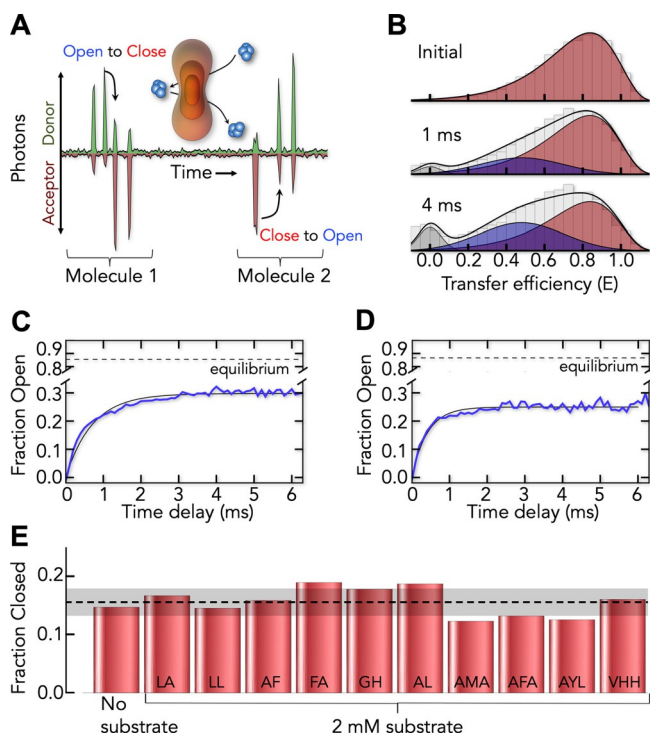 A
Open to Close
Photons
Donor
Acceptor
Time
Close to Open
Molecule 1
Molecule 2
B
Initial
1 ms
4 ms
0.0 0.2 0.4 0.6 0.8 1.0
Transfer efficiency (E)
C
Fraction Open
0.9
0.8
0.3
0.2
0.1
0.0
equilibrium
0 1 2 3 4 5 6
Time delay (ms)
D
Fraction Open
0.9
0.8
0.3
0.2
0.1
0.0
equilibrium
0 1 2 3 4 5 6
Time delay (ms)
E
Fraction Closed
0.2
0.1
0.0
LA LL AF FA GH AL AMA AFA AYL VHH
No
substrate
2 mM substrate